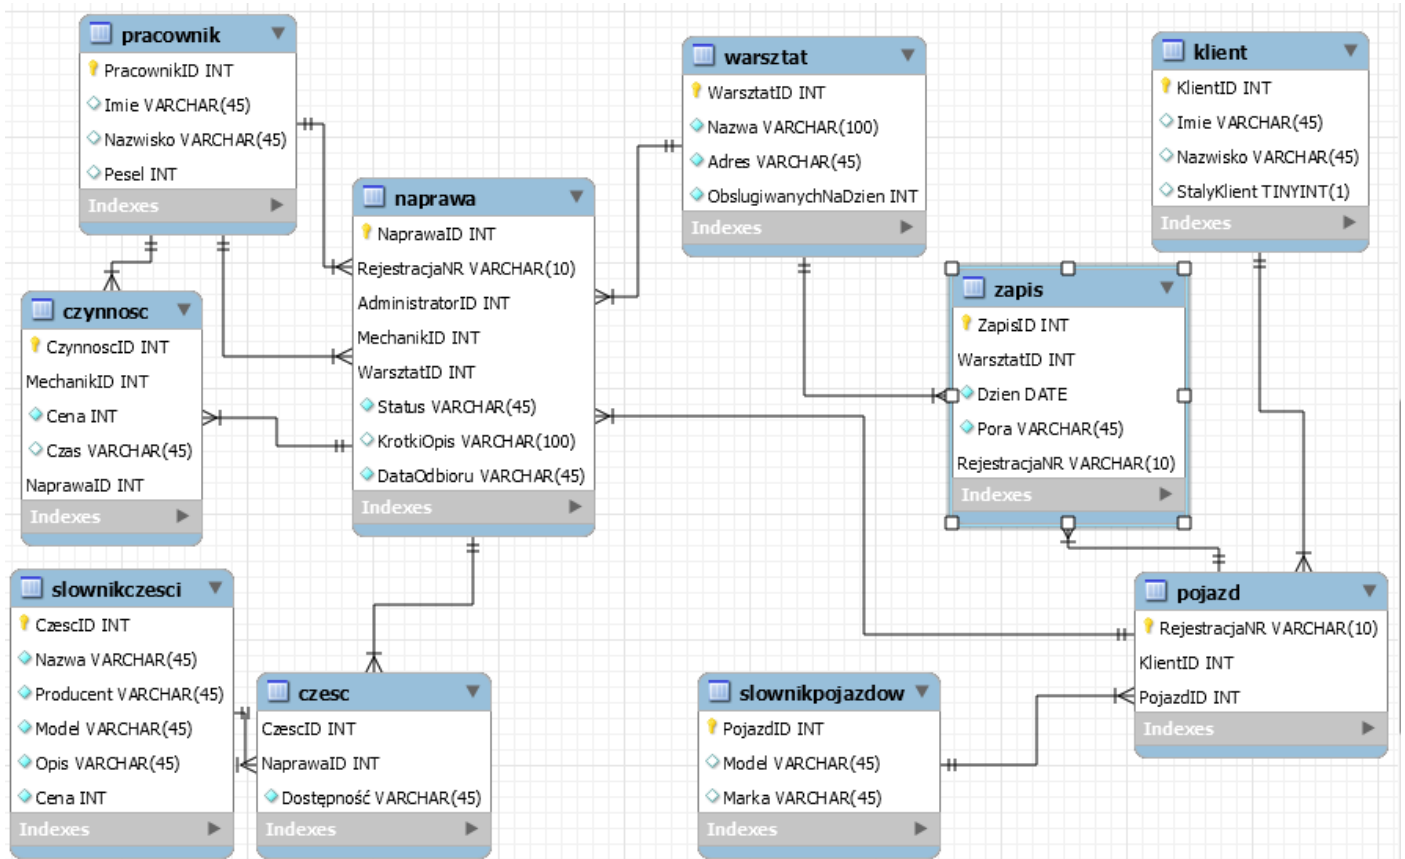 pracownik
PracownikID INT
Imie VARCHAR(45)
Nazwisko VARCHAR(45)
Pesel INT
Indexes
warsztat
WarsztatID INT
Nazwa VARCHAR(100)
Adres VARCHAR(45)
ObslugiwanychNaDzien INT
Indexes
klient
KlientID INT
Imie VARCHAR(45)
Nazwisko VARCHAR(45)
StalyKlient TINYINT(1)
Indexes
naprawa
NaprawaID INT
RejestracjaNR VARCHAR(10)
AdministratorID INT
MechanikID INT
WarsztatID INT
Status VARCHAR(45)
KrotkiOpis VARCHAR(100)
DataOdbioru VARCHAR(45)
Indexes
czynnosc
CzynnoscID INT
MechanikID INT
Cena INT
Czas VARCHAR(45)
NaprawaID INT
Indexes
zapis
ZapisID INT
WarsztatID INT
Dzien DATE
Pora VARCHAR(45)
RejestracjaNR VARCHAR(10)
Indexes
slownikczesci
CzescID INT
Nazwa VARCHAR(45)
Producent VARCHAR(45)
Model VARCHAR(45)
Opis VARCHAR(45)
Cena INT
Indexes
czesc
CzescID INT
NaprawaID INT
Dostępność VARCHAR(45)
Indexes
slownikpojazdow
PojazdID INT
Model VARCHAR(45)
Marka VARCHAR(45)
Indexes
pojazd
RejestracjaNR VARCHAR(10)
KlientID INT
PojazdID INT
Indexes